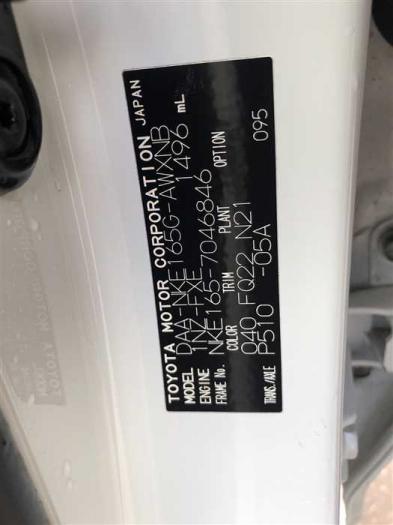 TOYOTA MOTOR CORPORATION JAPAN
MODEL DAA-NKE165G-AWXNB
ENGINE 1NZ-FXE 1496 mL
FRAME No. NKE165-7046846
COLOR TRIM PLANT OPTION
040 FQ22 N21
TRANS./AXLE P510 -05A 095